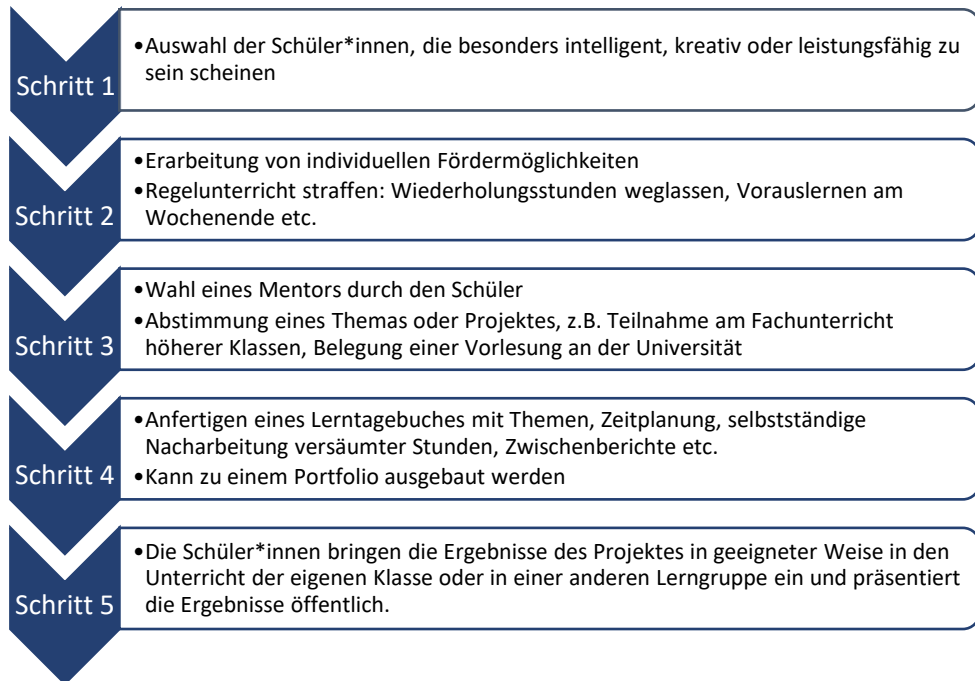 Schritt 1
•Auswahl der Schüler*innen, die besonders intelligent, kreativ oder leistungsfähig zu
sein scheinen
Schritt 2
•Erarbeitung von individuellen Fördermöglichkeiten
•Regelunterricht straffen: Wiederholungsstunden weglassen, Vorauslernen am
Wochenende etc.
Schritt 3
•Wahl eines Mentors durch den Schüler
•Abstimmung eines Themas oder Projektes, z.B. Teilnahme am Fachunterricht
höherer Klassen, Belegung einer Vorlesung an der Universität
Schritt 4
•Anfertigen eines Lerntagebuches mit Themen, Zeitplanung, selbstständige
Nacharbeitung versäumter Stunden, Zwischenberichte etc.
•Kann zu einem Portfolio ausgebaut werden
Schritt 5
•Die Schüler*innen bringen die Ergebnisse des Projektes in geeigneter Weise in den
Unterricht der eigenen Klasse oder in einer anderen Lerngruppe ein und präsentiert
die Ergebnisse öffentlich.